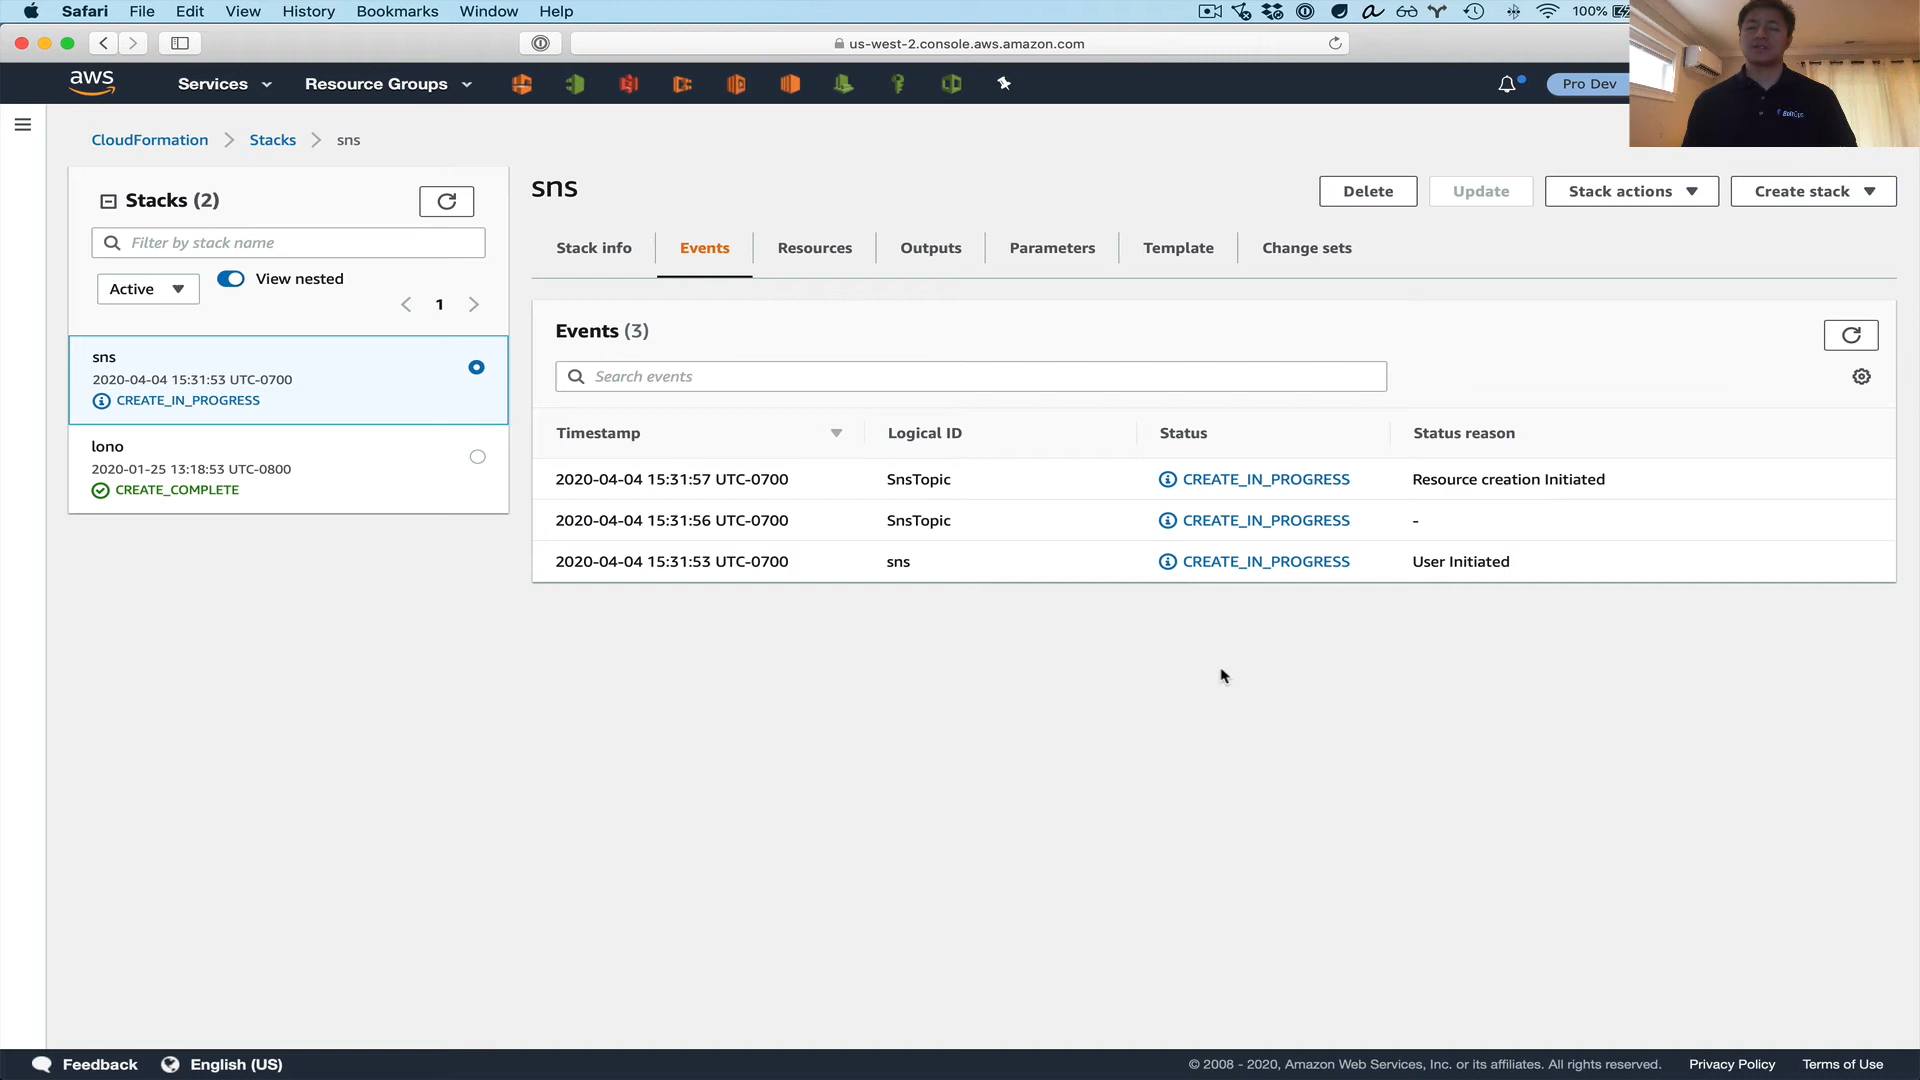 Safari File Edit View History Bookmarks Window Help 100%
us-west-2.console.aws.amazon.com
aws Services Resource Groups Pro Dev
BoltOps
CloudFormation Stacks sns
Stacks (2)
Filter by stack name
Active View nested
1
sns
2020-04-04 15:31:53 UTC-0700
CREATE_IN_PROGRESS
lono
2020-01-25 13:18:53 UTC-0800
CREATE_COMPLETE
sns Delete Update Stack actions Create stack
Stack info Events Resources Outputs Parameters Template Change sets
Events (3)
Search events
Timestamp Logical ID Status Status reason
2020-04-04 15:31:57 UTC-0700 SnsTopic CREATE_IN_PROGRESS Resource creation Initiated
2020-04-04 15:31:56 UTC-0700 SnsTopic CREATE_IN_PROGRESS -
2020-04-04 15:31:53 UTC-0700 sns CREATE_IN_PROGRESS User Initiated
Feedback English (US) © 2008 - 2020, Amazon Web Services, Inc. or its affiliates. All rights reserved. Privacy Policy Terms of Use